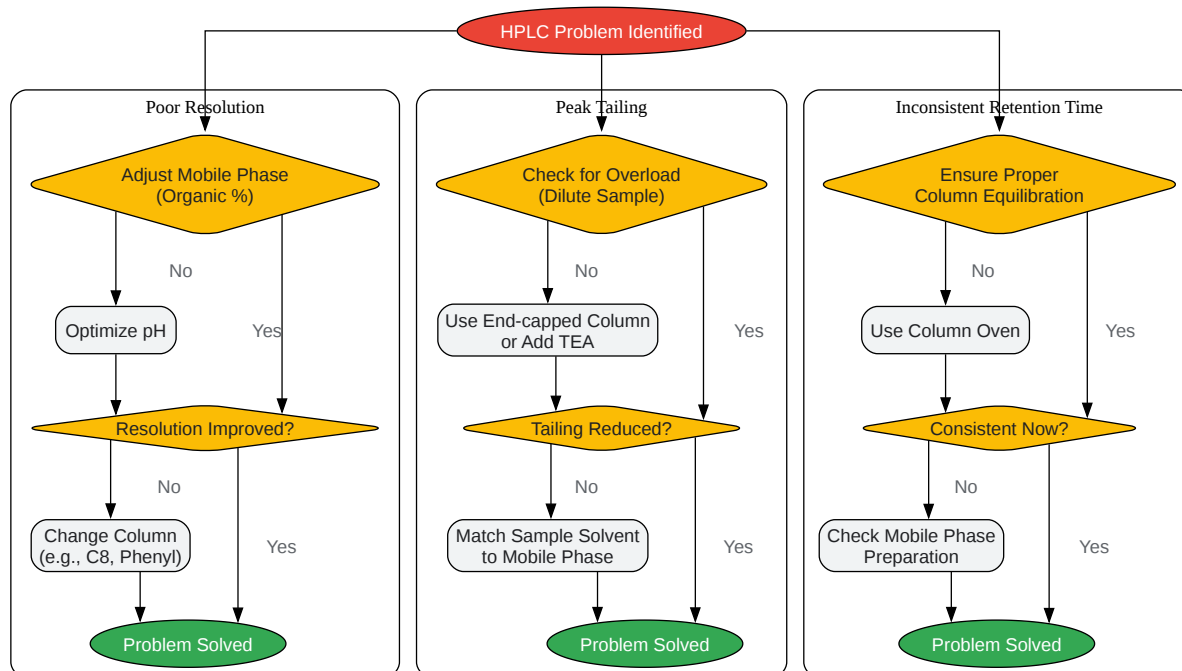 HPLC Problem Identified
Poor Resolution
Adjust Mobile Phase
(Organic %)
No
Optimize pH
Yes
Resolution Improved?
No
Change Column
(e.g., C8, Phenyl)
Yes
Problem Solved
Peak Tailing
Check for Overload
(Dilute Sample)
No
Use End-capped Column
or Add TEA
Yes
Tailing Reduced?
No
Match Sample Solvent
to Mobile Phase
Yes
Problem Solved
Inconsistent Retention Time
Ensure Proper
Column Equilibration
No
Use Column Oven
Yes
Consistent Now?
No
Check Mobile Phase
Preparation
Yes
Problem Solved